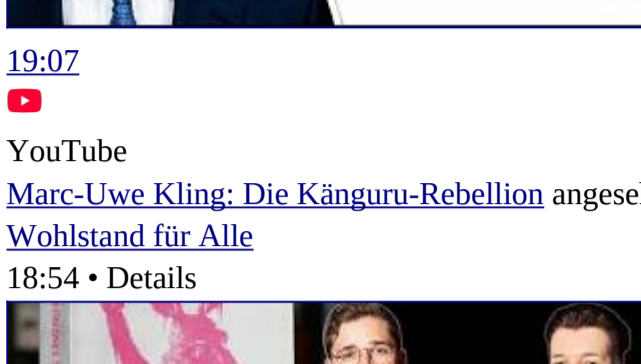 19:07
YouTube
Marc-Uwe Kling: Die Känguru-Rebellion
Wohlstand für Alle
18:54 • Details